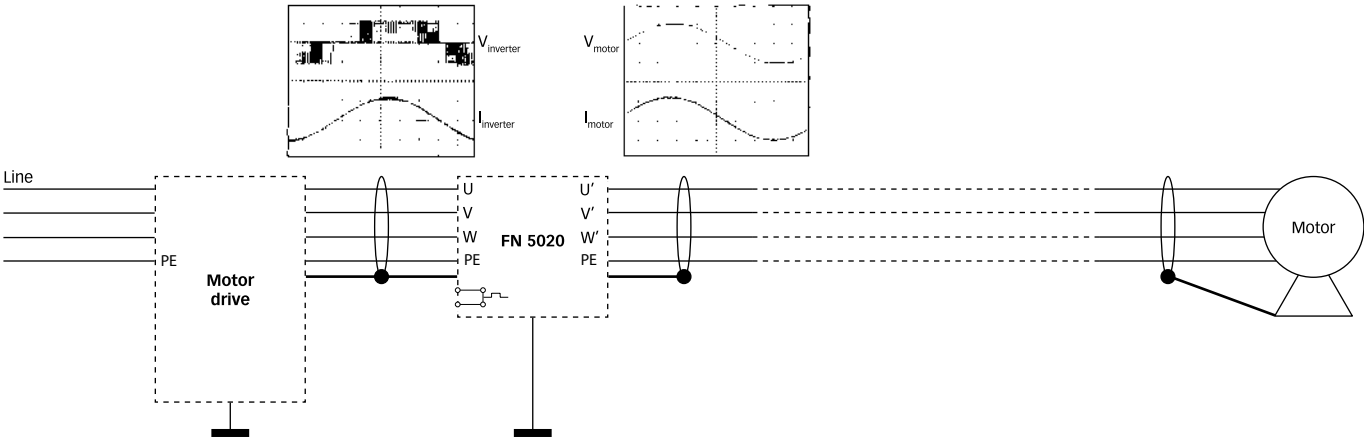 V inverter
V motor
I inverter
I motor
Line
U
U′
V
V′
W
FN 5020
W′
Motor
PE
PE
PE
Motor
drive